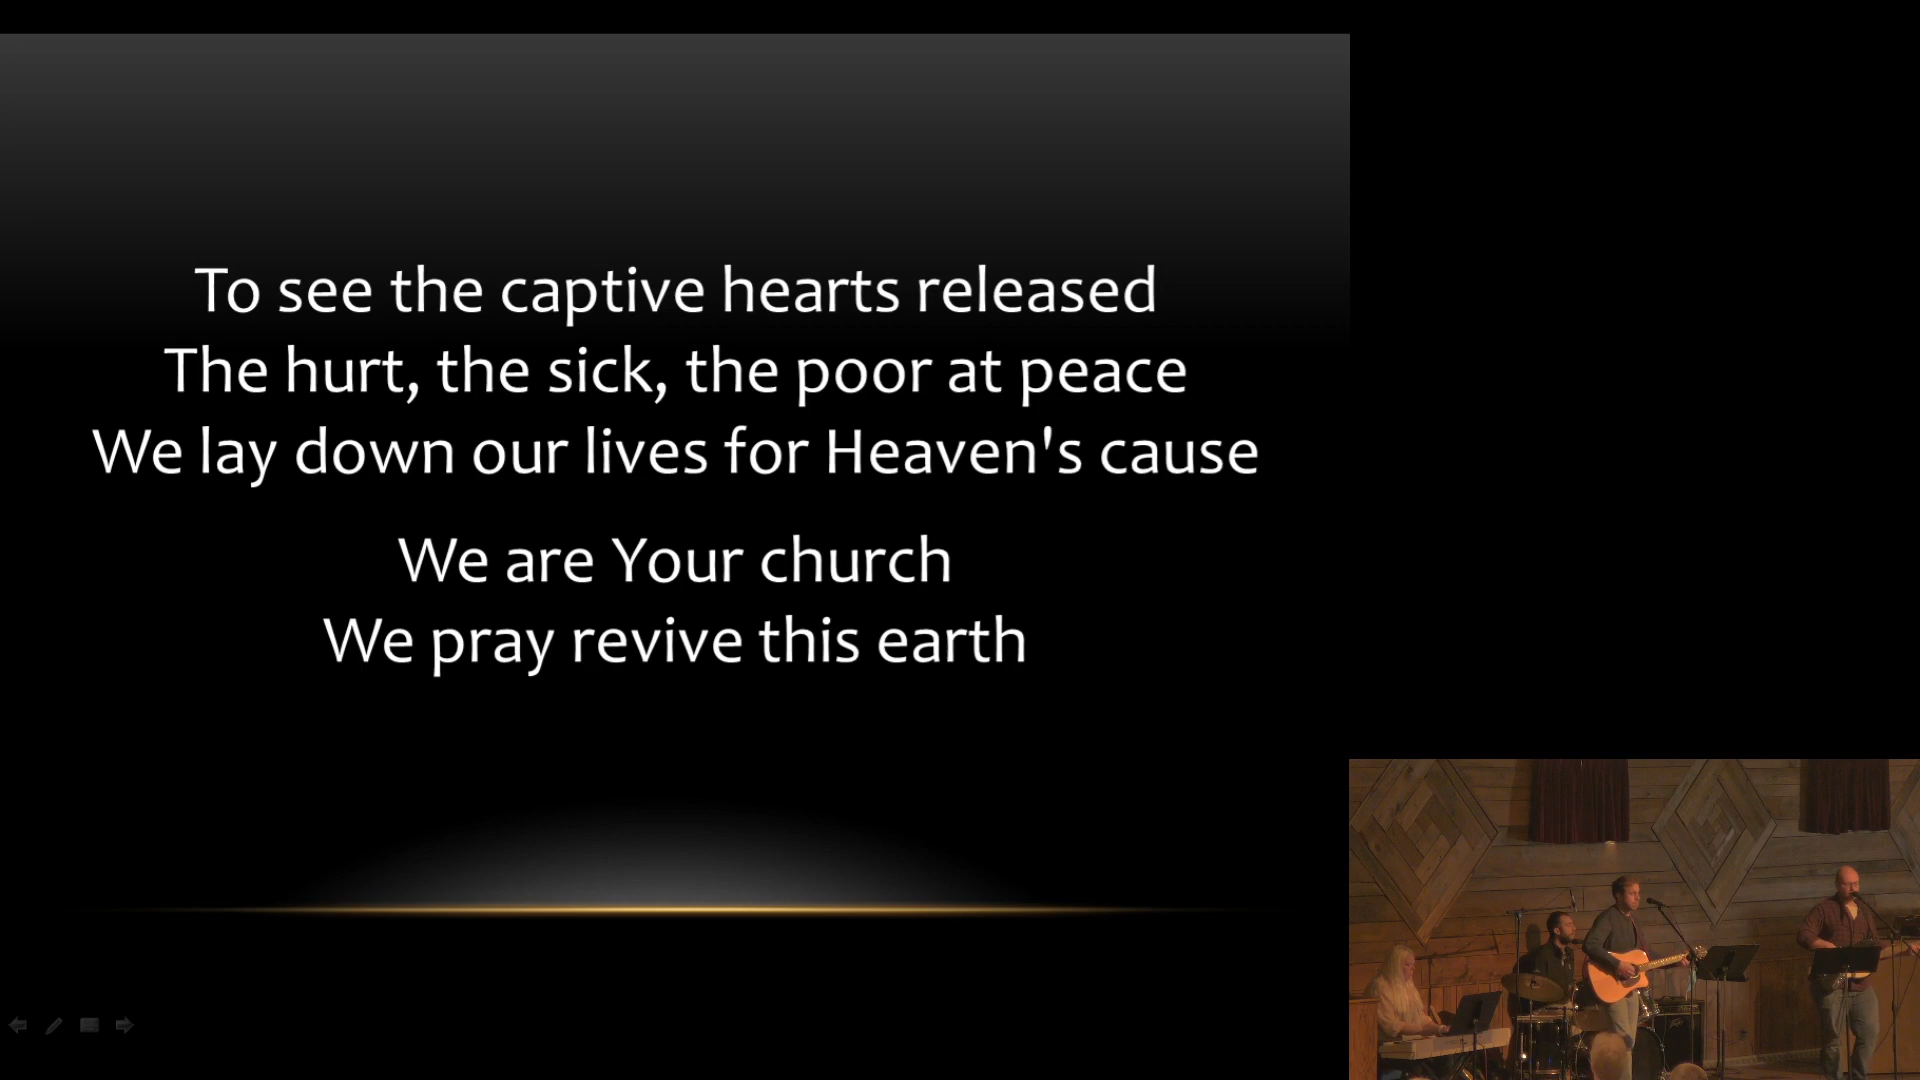 To see the captive hearts released
The hurt, the sick, the poor at peace
We lay down our lives for Heaven's cause
We are Your church
We pray revive this earth